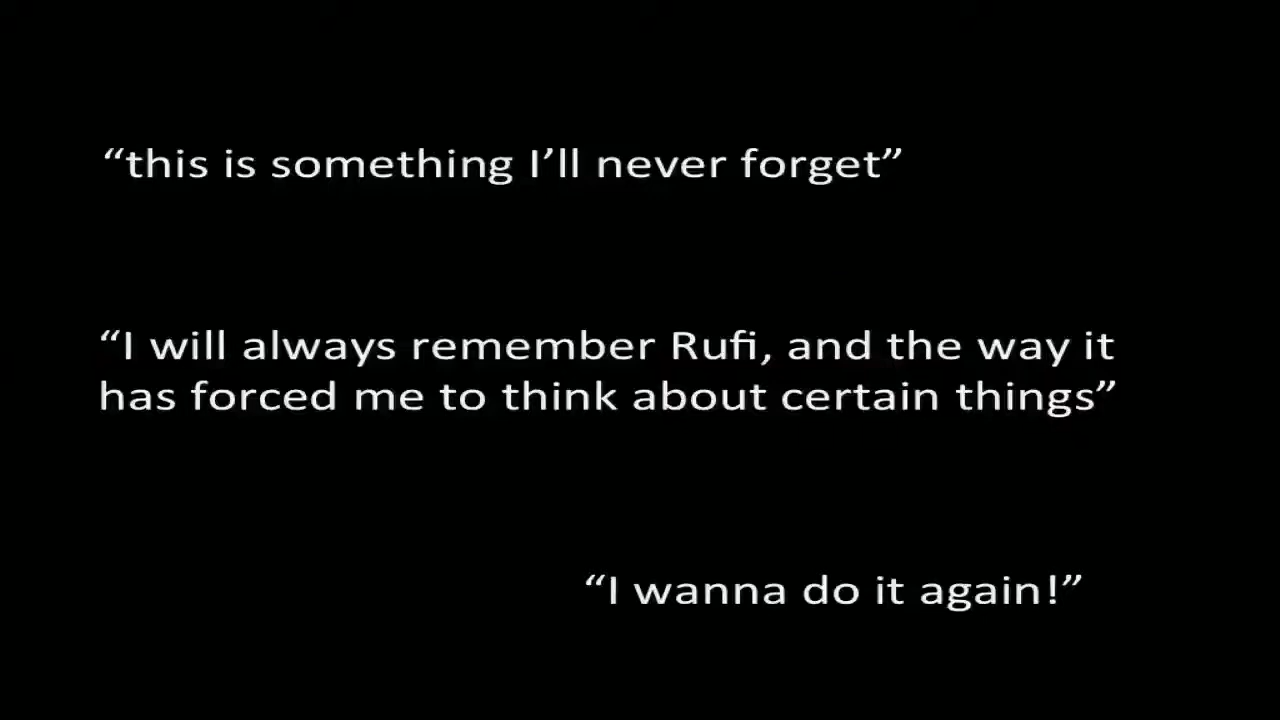 “this is something I’ll never forget”
“I will always remember Rufi, and the way it
has forced me to think about certain things”
“I wanna do it again!”